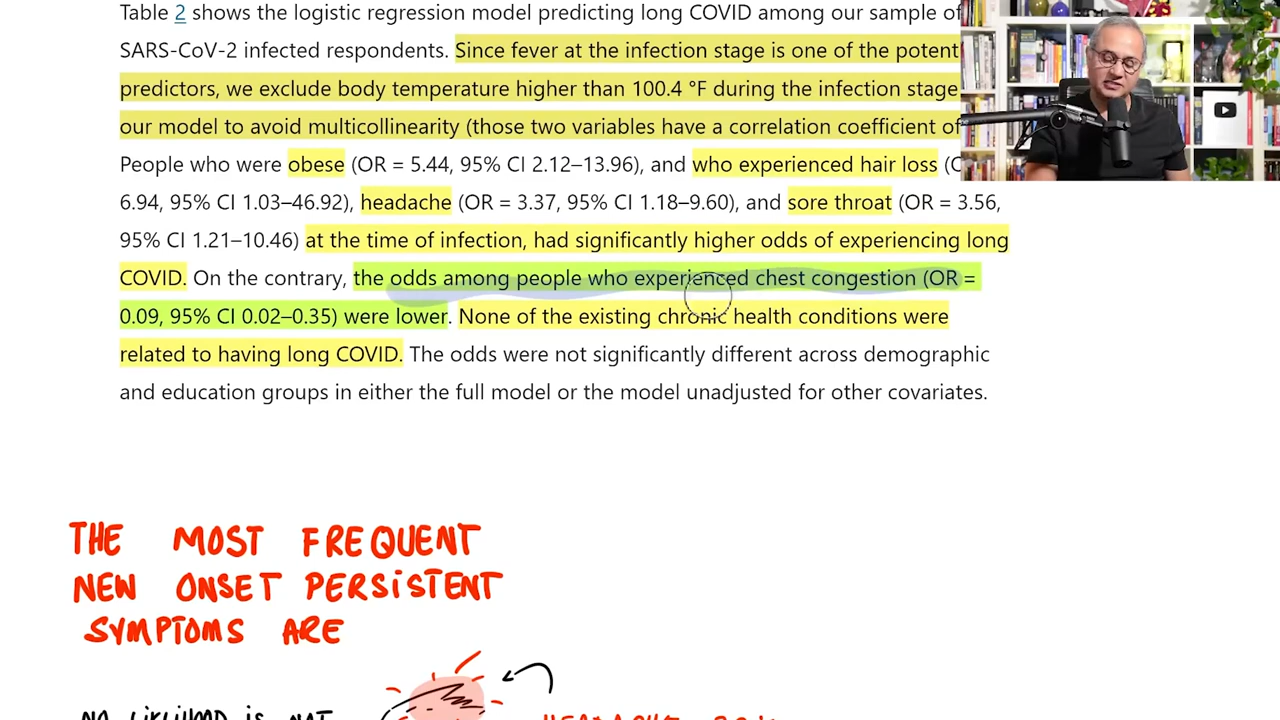 Table 2 shows the logistic regression model predicting long COVID among our sample of
SARS-CoV-2 infected respondents. Since fever at the infection stage is one of the potent
predictors, we exclude body temperature higher than 100.4 °F during the infection stage
our model to avoid multicollinearity (those two variables have a correlation coefficient of
People who were obese (OR = 5.44, 95% CI 2.12–13.96), and who experienced hair loss (
6.94, 95% CI 1.03–46.92), headache (OR = 3.37, 95% CI 1.18–9.60), and sore throat (OR = 3.56,
95% CI 1.21–10.46) at the time of infection, had significantly higher odds of experiencing long
COVID. On the contrary, the odds among people who experienced chest congestion (OR =
0.09, 95% CI 0.02–0.35) were lower. None of the existing chronic health conditions were
related to having long COVID. The odds were not significantly different across demographic
and education groups in either the full model or the model unadjusted for other covariates.
THE MOST FREQUENT
NEW ONSET PERSISTENT
SYMPTOMS ARE